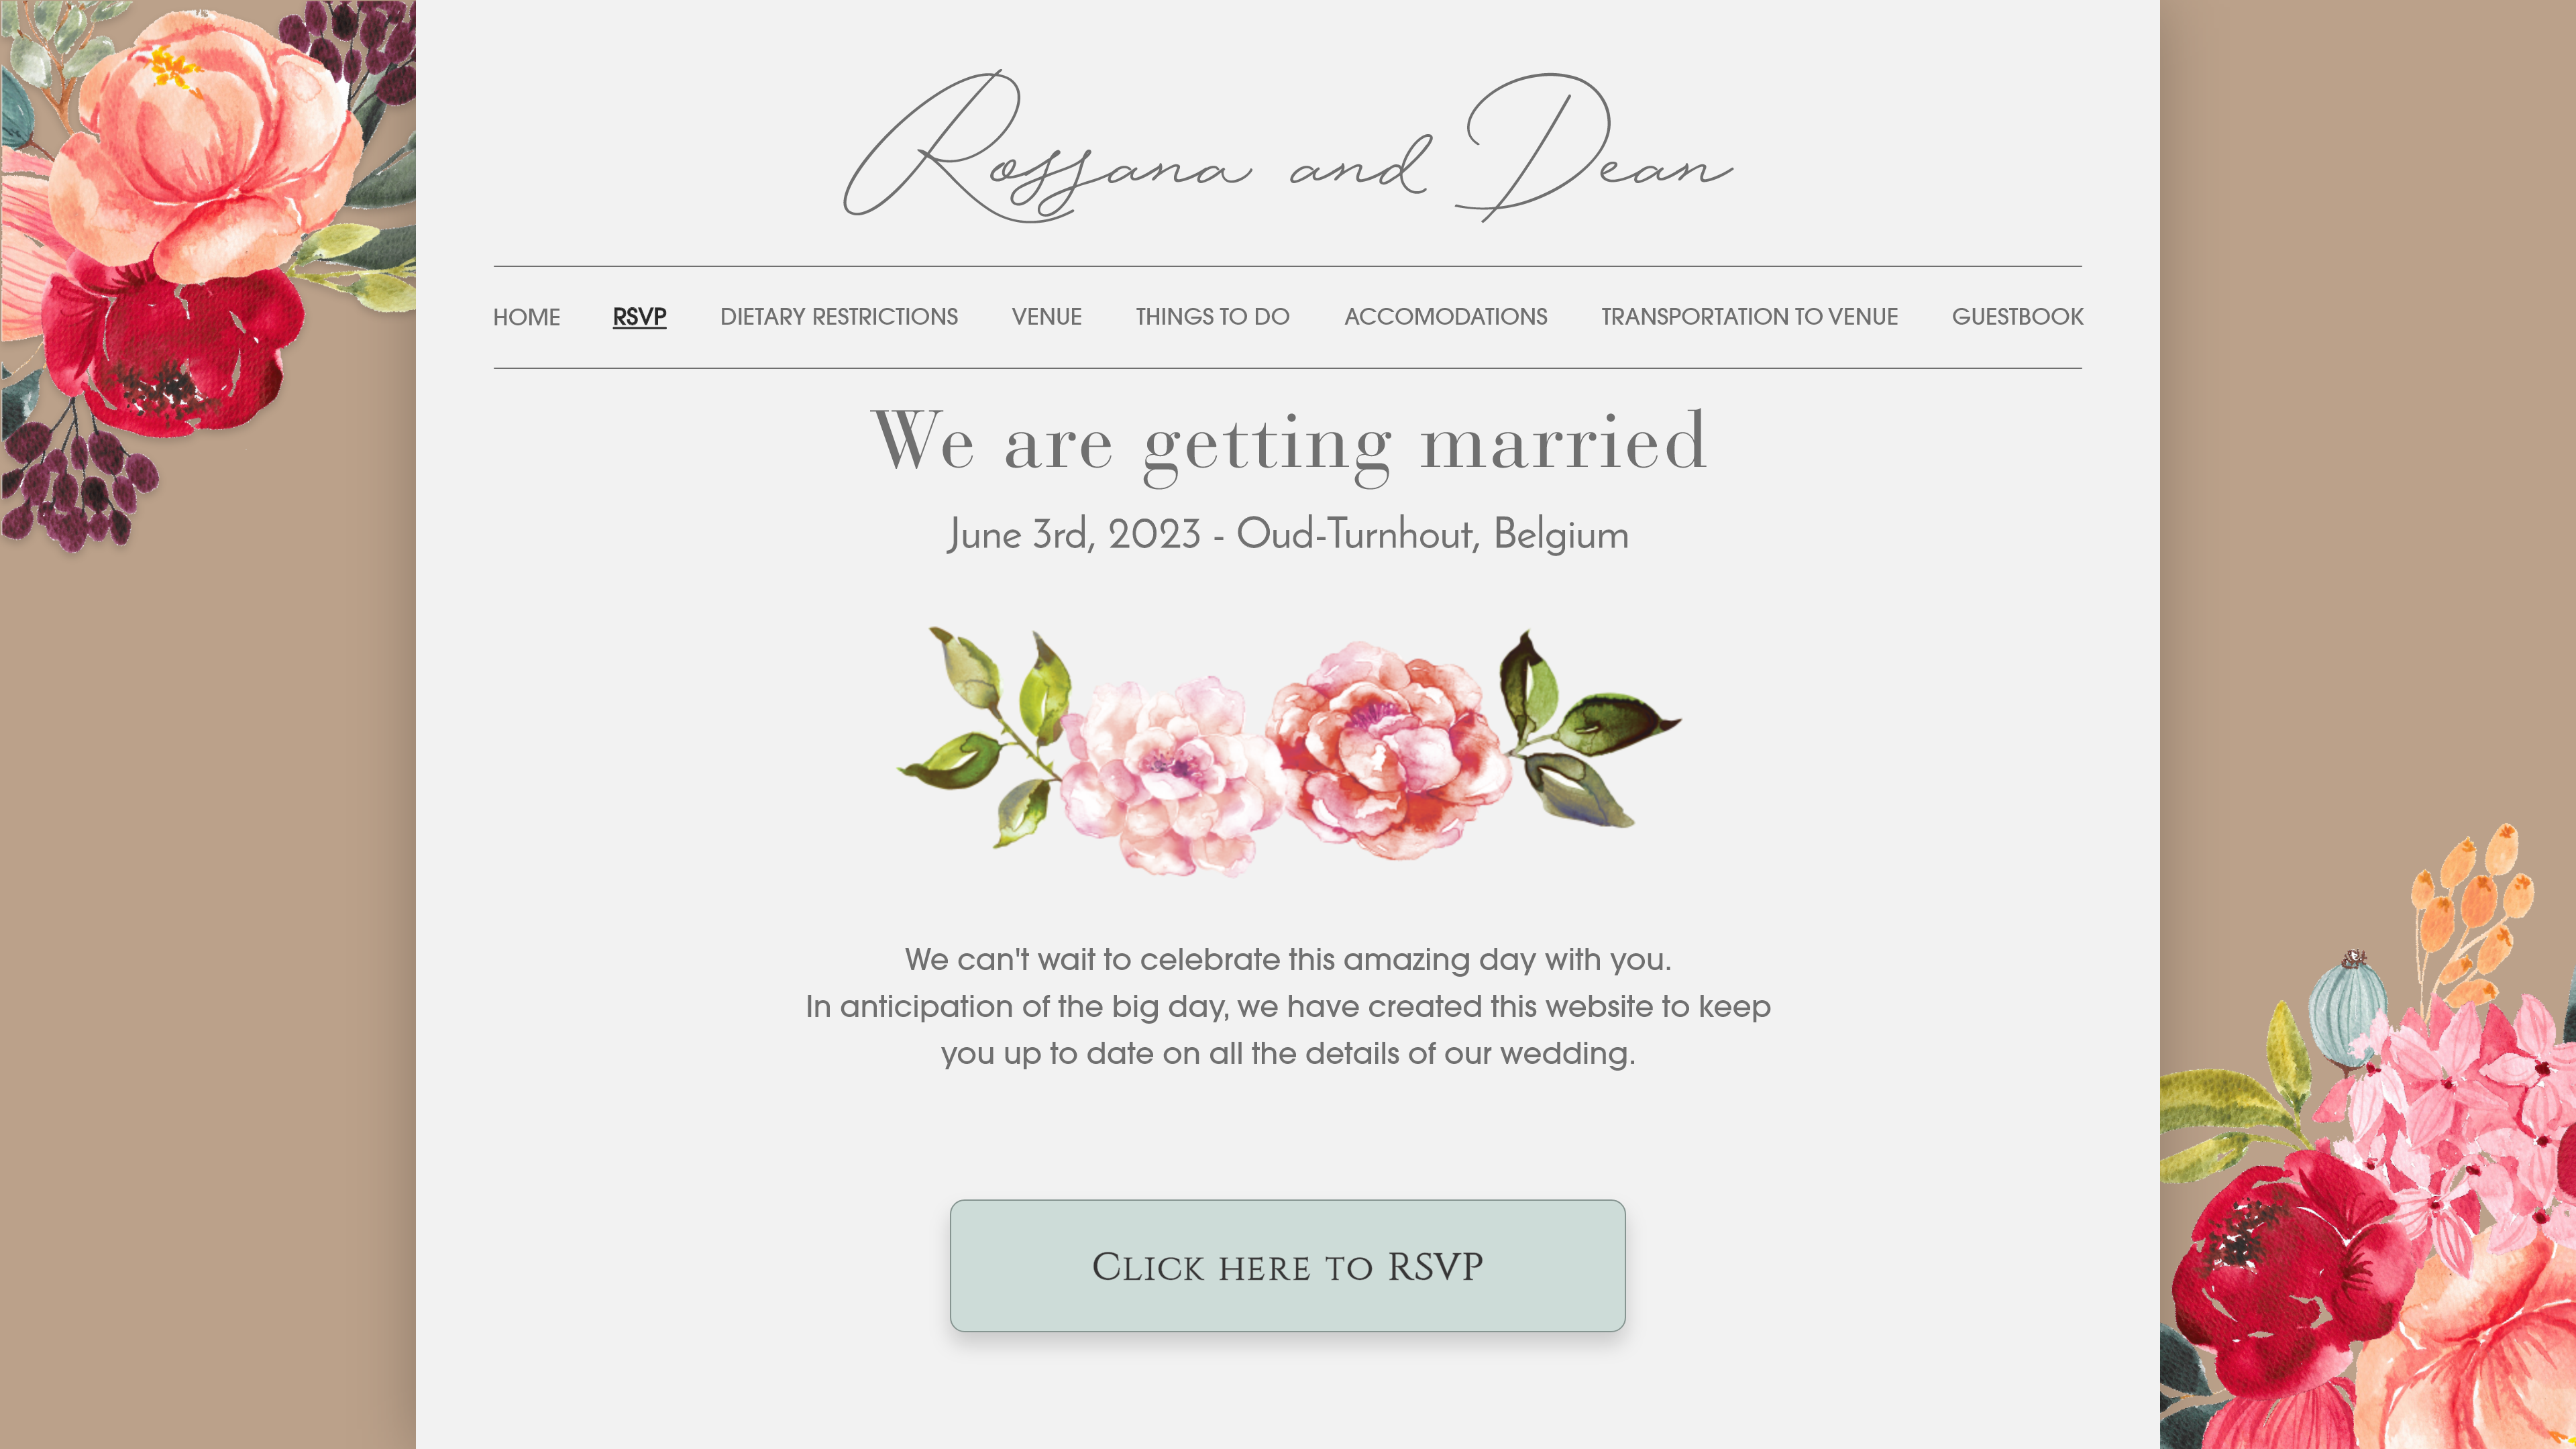 Rossana and Dean
HOME RSVP DIETARY RESTRICTIONS VENUE THINGS TO DO ACCOMODATIONS TRANSPORTATION TO VENUE GUESTBOOK
We are getting married
June 3rd, 2023 - Oud-Turnhout, Belgium
We can't wait to celebrate this amazing day with you.
In anticipation of the big day, we have created this website to keep
you up to date on all the details of our wedding.
Click here to RSVP